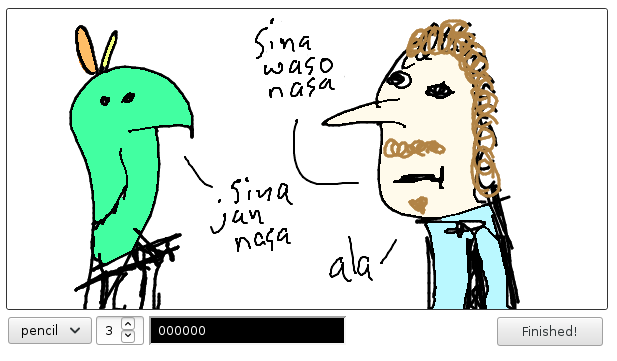 sina
waso
nasa
sina
jan
nasa
ala
pencil
3
000000
Finished!